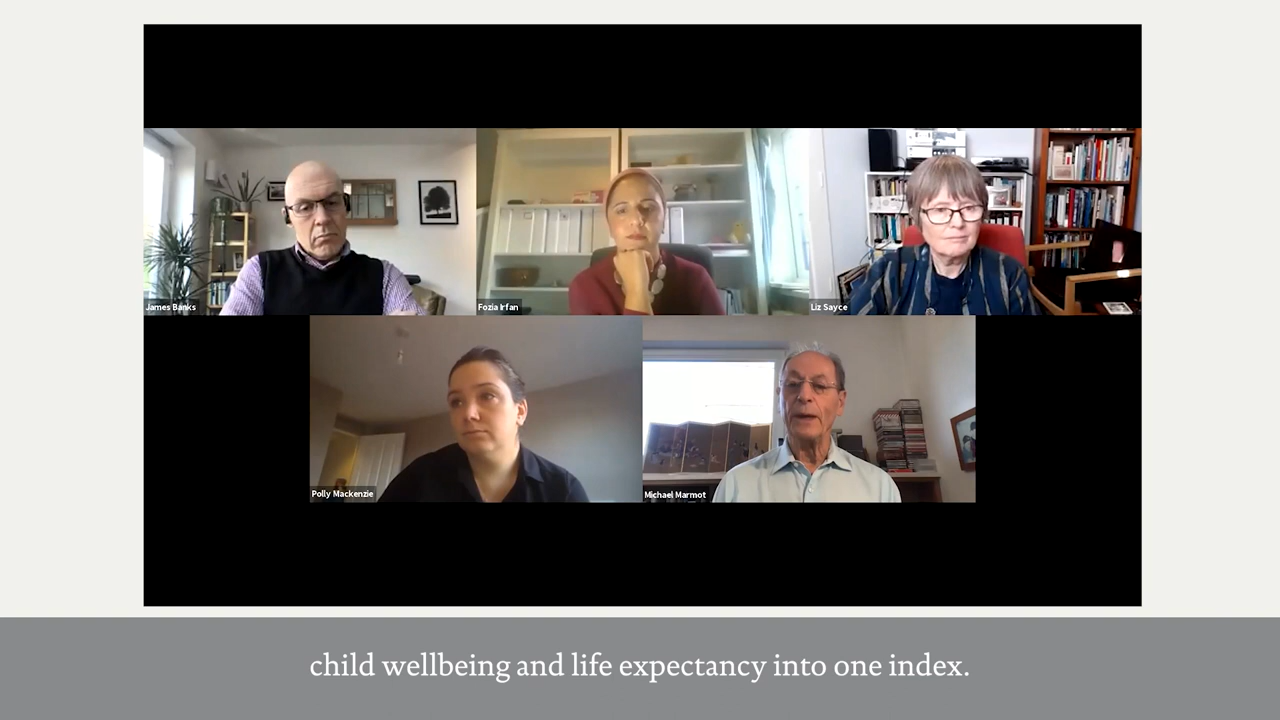 James Banks
Fozia Irfan
Liz Sayce
Polly Mackenzie
Michael Marmot
child wellbeing and life expectancy into one index.